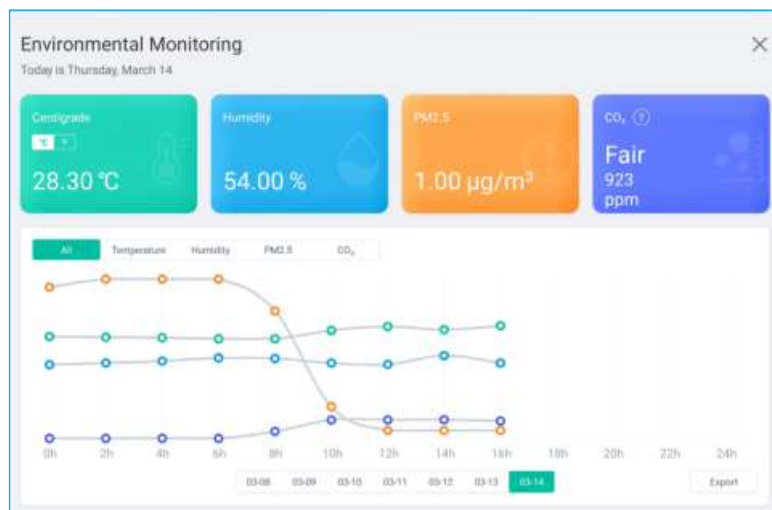 Environmental Monitoring
Today is Thursday, March 14
Centigrade
℃ ℉
28.30 ℃
Humidity
54.00 %
PM2.5
1.00 µg/m³
CO₂ ?
Fair
923
ppm
All Temperature Humidity PM2.5 CO₂
0h 2h 4h 6h 8h 10h 12h 14h 16h 18h 20h 22h 24h
03-08 03-09 03-10 03-11 03-12 03-13 03-14
Export